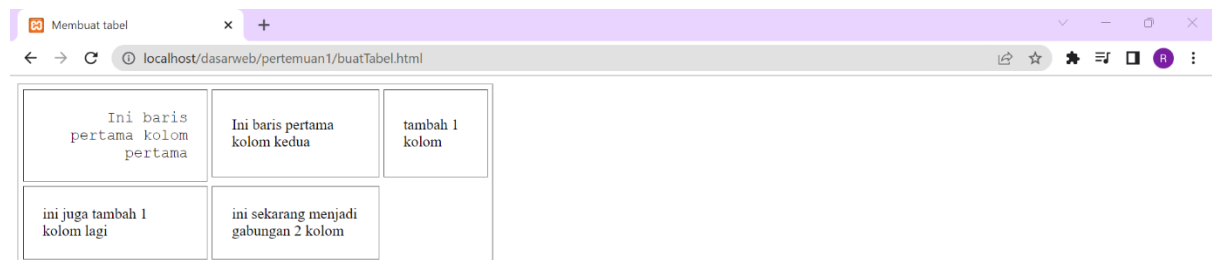 Membuat tabel
localhost/dasarweb/pertemuan1/buatTabel.html
R
Ini baris
pertama kolom
pertama
Ini baris pertama
kolom kedua
tambah 1
kolom
ini juga tambah 1
kolom lagi
ini sekarang menjadi
gabungan 2 kolom